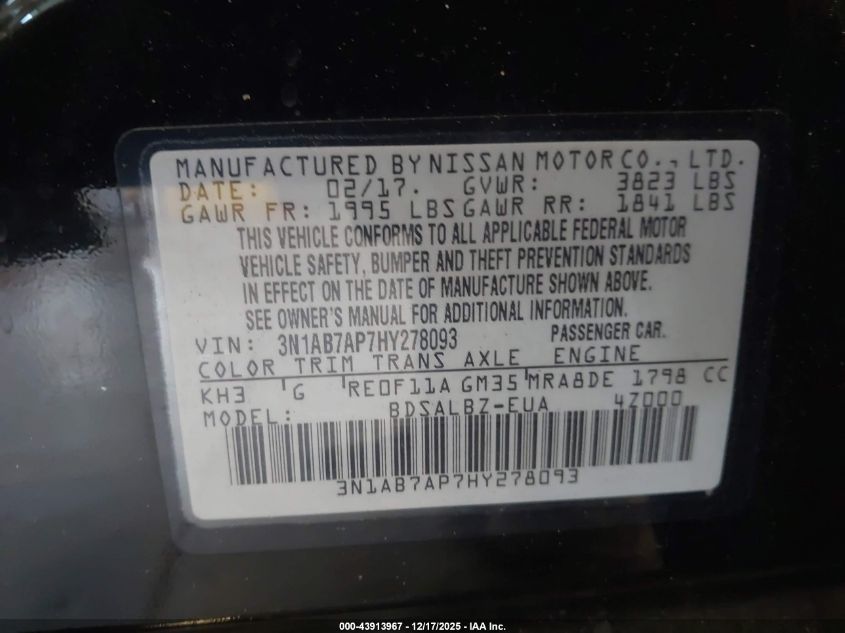 MANUFACTURED BY NISSAN MOTOR CO., LTD.
DATE: 02/17. GVWR: 3823 LBS
GAWR FR: 1995 LBS GAWR RR: 1841 LBS
THIS VEHICLE CONFORMS TO ALL APPLICABLE FEDERAL MOTOR
VEHICLE SAFETY, BUMPER AND THEFT PREVENTION STANDARDS
IN EFFECT ON THE DATE OF MANUFACTURE SHOWN ABOVE.
SEE OWNER'S MANUAL FOR ADDITIONAL INFORMATION.
VIN: 3N1AB7AP7HY278093 PASSENGER CAR.
COLOR TRIM TRANS AXLE ENGINE
KH3 G RE0F11A GM35 MRA8DE 1798 CC
MODEL: BDSALBZ-EUA 4Z000
3N1AB7AP7HY278093
000-43913967 - 12/17/2025 - IAA Inc.